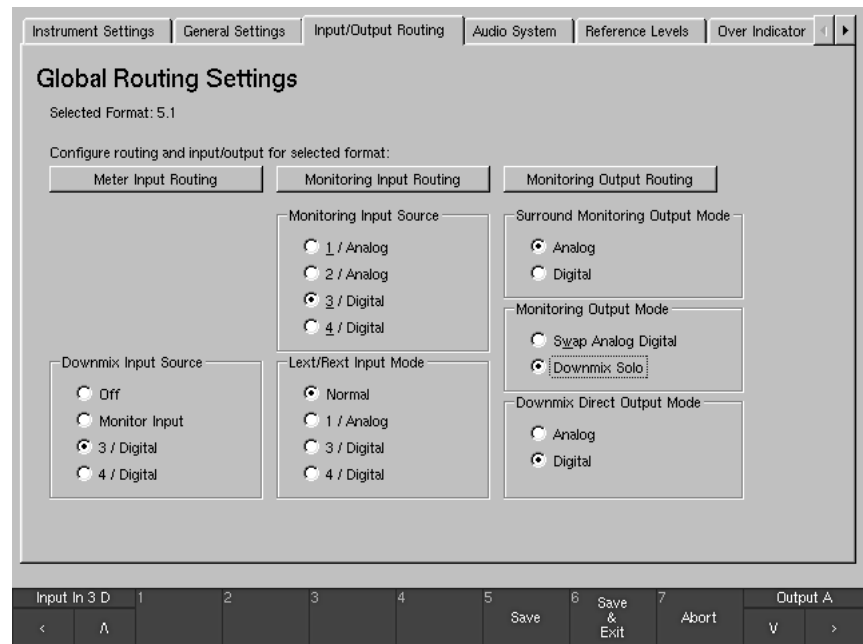 Instrument Settings General Settings Input/Output Routing Audio System Reference Levels Over Indicator
Global Routing Settings
Selected Format: 5.1
Configure routing and input/output for selected format:
Meter Input Routing Monitoring Input Routing Monitoring Output Routing
Monitoring Input Source
1 / Analog
2 / Analog
3 / Digital
4 / Digital
Surround Monitoring Output Mode
Analog
Digital
Monitoring Output Mode
Swap Analog Digital
Downmix Solo
Downmix Input Source
Off
Monitor Input
3 / Digital
4 / Digital
Lext/Rext Input Mode
Normal
1 / Analog
3 / Digital
4 / Digital
Downmix Direct Output Mode
Analog
Digital
Input In 3 D 1 2 3 4 5 6 7 Output A
< Λ Save Save & Exit Abort V >